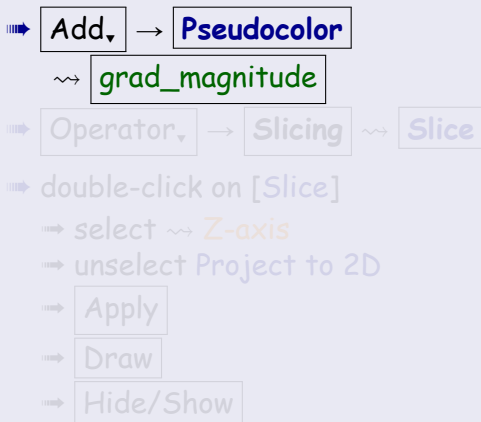 ➠ Add▾ → Pseudocolor
⇝ grad_magnitude
➠ Operator▾ → Slicing ⇝ Slice
➠ double-click on [Slice]
➠ select ⇝ Z-axis
➠ unselect Project to 2D
➠ Apply
➠ Draw
➠ Hide/Show